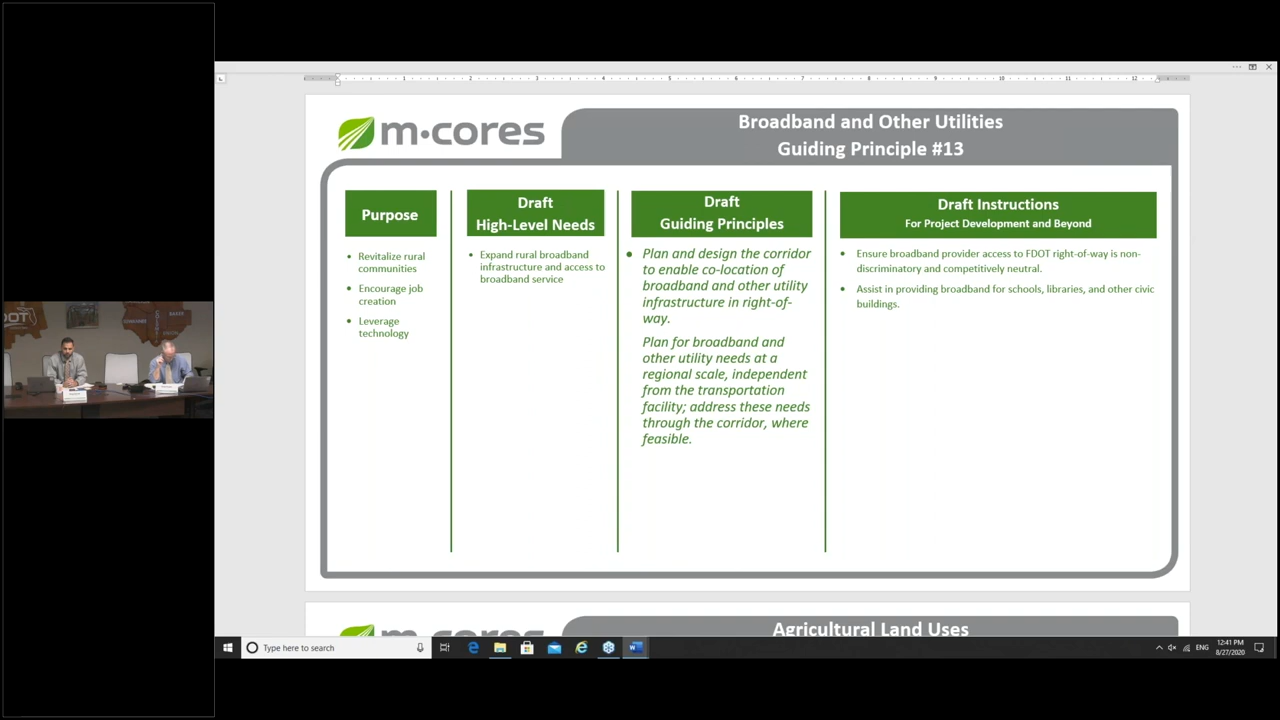 m·cores
Broadband and Other Utilities
Guiding Principle #13
Purpose
• Revitalize rural
communities
• Encourage job
creation
• Leverage
technology
Draft
High-Level Needs
• Expand rural broadband
infrastructure and access to
broadband service
Draft
Guiding Principles
• Plan and design the corridor
to enable co-location of
broadband and other utility
infrastructure in right-of-
way.
Plan for broadband and
other utility needs at a
regional scale, independent
from the transportation
facility; address these needs
through the corridor, where
feasible.
Draft Instructions
For Project Development and Beyond
• Ensure broadband provider access to FDOT right-of-way is non-
discriminatory and competitively neutral.
• Assist in providing broadband for schools, libraries, and other civic
buildings.
Agricultural Land Uses
Type here to search
ENG
12:41 PM
8/27/2020